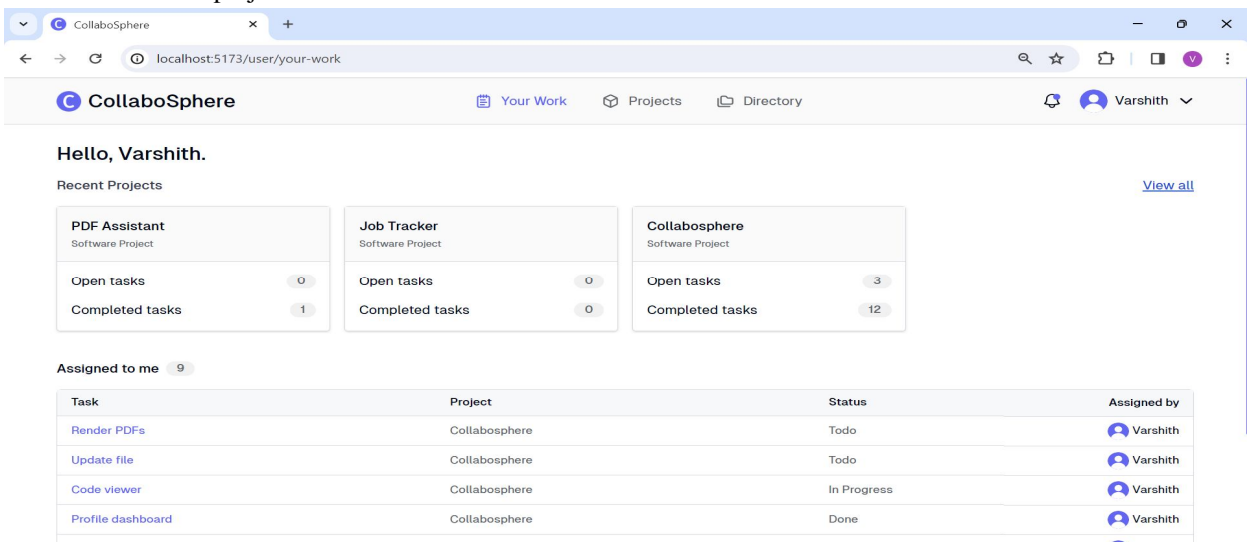 CollaboSphere
localhost:5173/user/your-work
V
C CollaboSphere
Your Work
Projects
Directory
Varshith
Hello, Varshith.
Recent Projects
View all
PDF Assistant
Software Project
Open tasks 0
Completed tasks 1
Job Tracker
Software Project
Open tasks 0
Completed tasks 0
Collabosphere
Software Project
Open tasks 3
Completed tasks 12
Assigned to me 9
Task Project Status Assigned by
Render PDFs Collabosphere Todo Varshith
Update file Collabosphere Todo Varshith
Code viewer Collabosphere In Progress Varshith
Profile dashboard Collabosphere Done Varshith